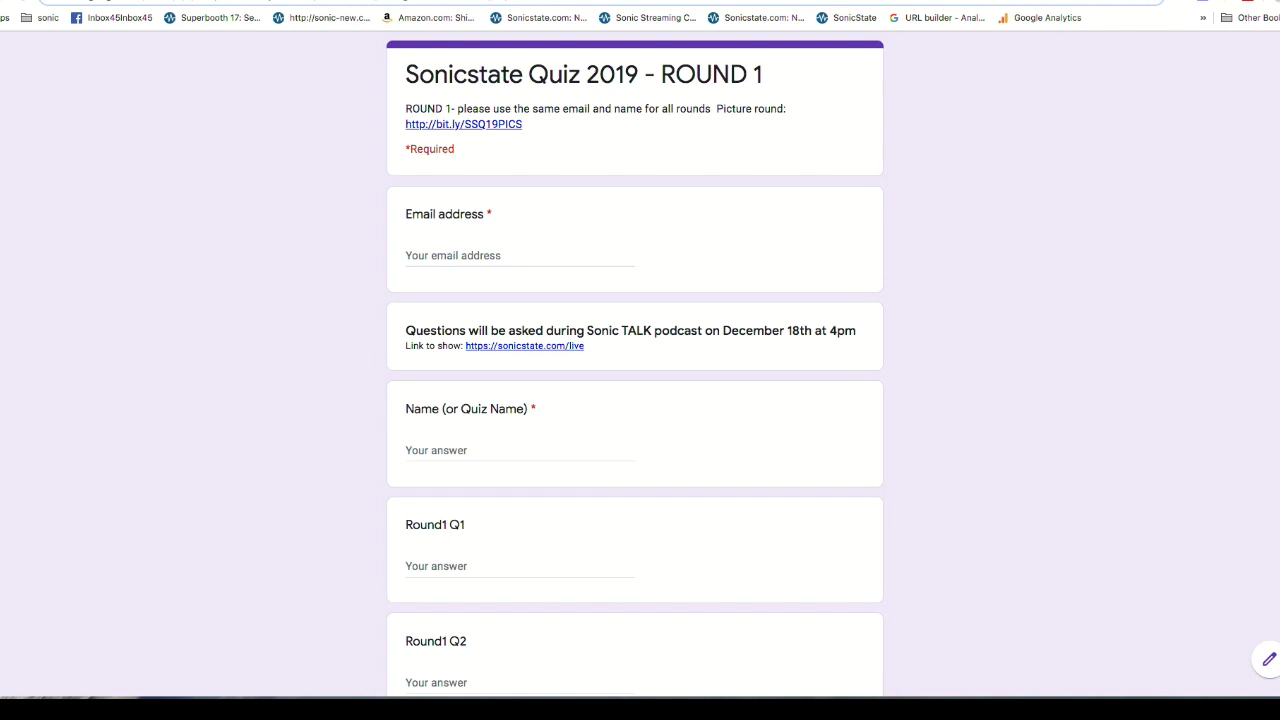 sonic
Inbox45Inbox45
Superbooth 17: Se...
http://sonic-new.c...
Amazon.com: Shi...
Sonicstate.com: N...
Sonic Streaming C...
Sonicstate.com: N...
SonicState
URL builder - Anal...
Google Analytics
»
Other Boo
Sonicstate Quiz 2019 - ROUND 1
ROUND 1- please use the same email and name for all rounds Picture round:
http://bit.ly/SSQ19PICS
*Required
Email address *
Your email address
Questions will be asked during Sonic TALK podcast on December 18th at 4pm
Link to show: https://sonicstate.com/live
Name (or Quiz Name) *
Your answer
Round1 Q1
Your answer
Round1 Q2
Your answer